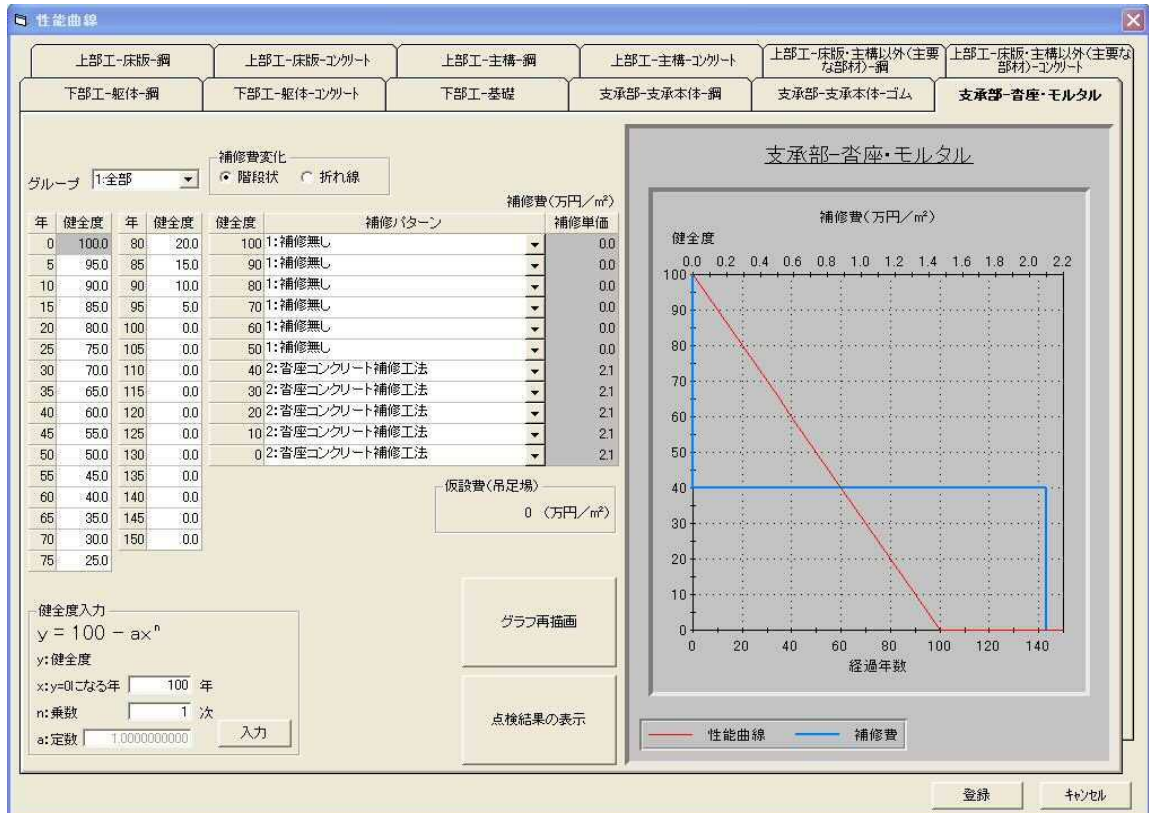 性能曲線
上部工-床版-鋼
上部工-床版-コンクリート
上部工-主構-鋼
上部工-主構-コンクリート
上部工-床版・主構以外(主要な部材)-鋼
上部工-床版・主構以外(主要な部材)-コンクリート
下部工-躯体-鋼
下部工-躯体-コンクリート
下部工-基礎
支承部-支承本体-鋼
支承部-支承本体-ゴム
支承部-沓座・モルタル
グループ 1:全部
補修費変化
階段状 折れ線
補修費(万円/m²)
年 健全度 年 健全度 健全度 補修パターン 補修単価
0 100.0 80 20.0 100 1:補修無し 0.0
5 95.0 85 15.0 90 1:補修無し 0.0
10 90.0 90 10.0 80 1:補修無し 0.0
15 85.0 95 5.0 70 1:補修無し 0.0
20 80.0 100 0.0 60 1:補修無し 0.0
25 75.0 105 0.0 50 1:補修無し 0.0
30 70.0 110 0.0 40 2:沓座コンクリート補修工法 2.1
35 65.0 115 0.0 30 2:沓座コンクリート補修工法 2.1
40 60.0 120 0.0 20 2:沓座コンクリート補修工法 2.1
45 55.0 125 0.0 10 2:沓座コンクリート補修工法 2.1
50 50.0 130 0.0 0 2:沓座コンクリート補修工法 2.1
55 45.0 135 0.0
60 40.0 140 0.0
65 35.0 145 0.0
70 30.0 150 0.0
75 25.0
仮設費(吊足場)
0 (万円/m²)
健全度入力
y = 100 - axⁿ
y:健全度
x:y=0になる年 100 年
n:乗数 1 次
a:定数 1.0000000000
入力
グラフ再描画
点検結果の表示
支承部-沓座・モルタル
補修費(万円/m²)
健全度
0.0 0.2 0.4 0.6 0.8 1.0 1.2 1.4 1.6 1.8 2.0 2.2
100
90
80
70
60
50
40
30
20
10
0
0 20 40 60 80 100 120 140
経過年数
性能曲線 補修費
登録 キャンセル